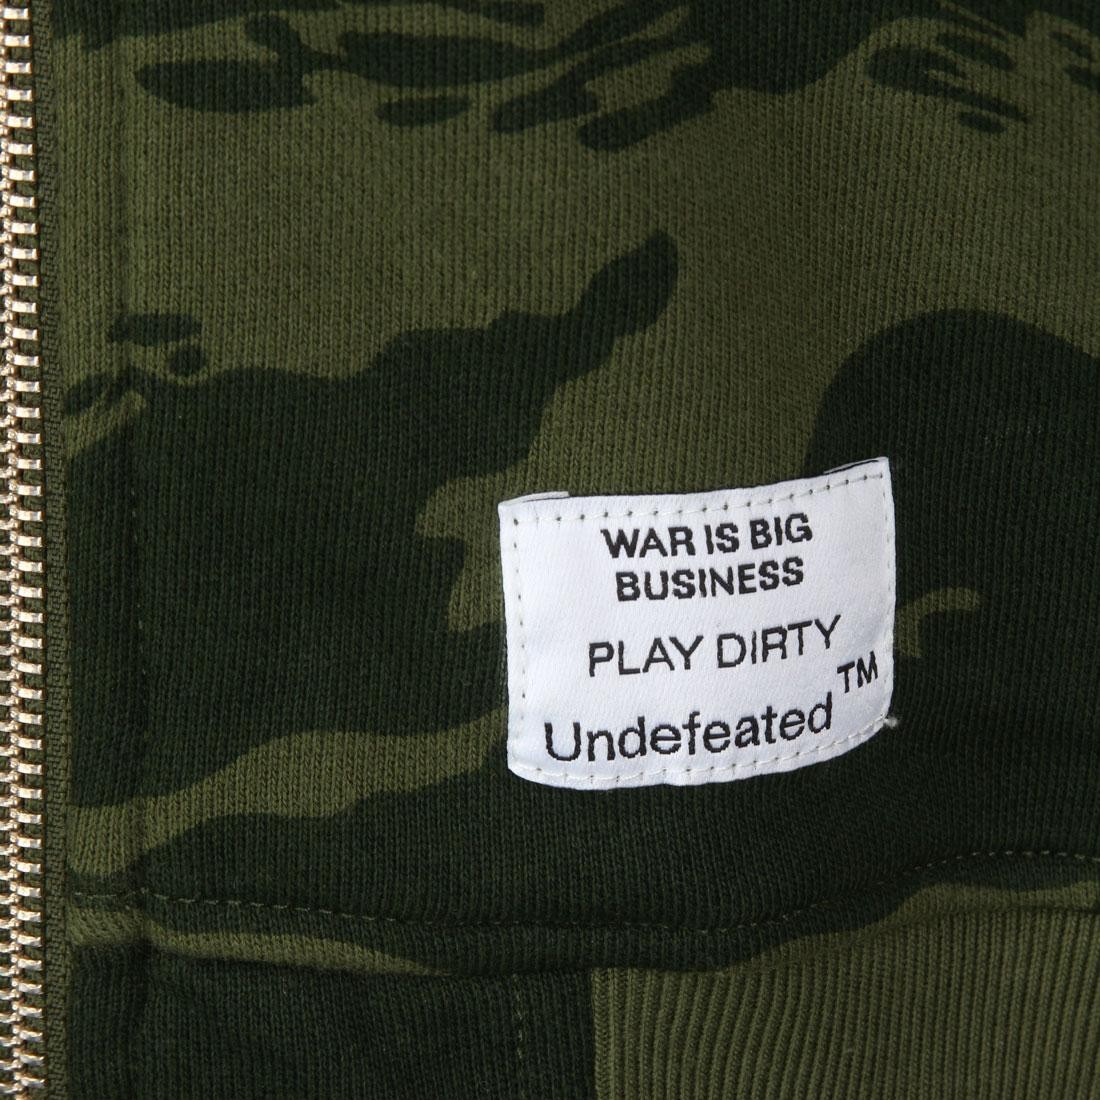 WAR IS BIG
BUSINESS
PLAY DIRTY
Undefeated™